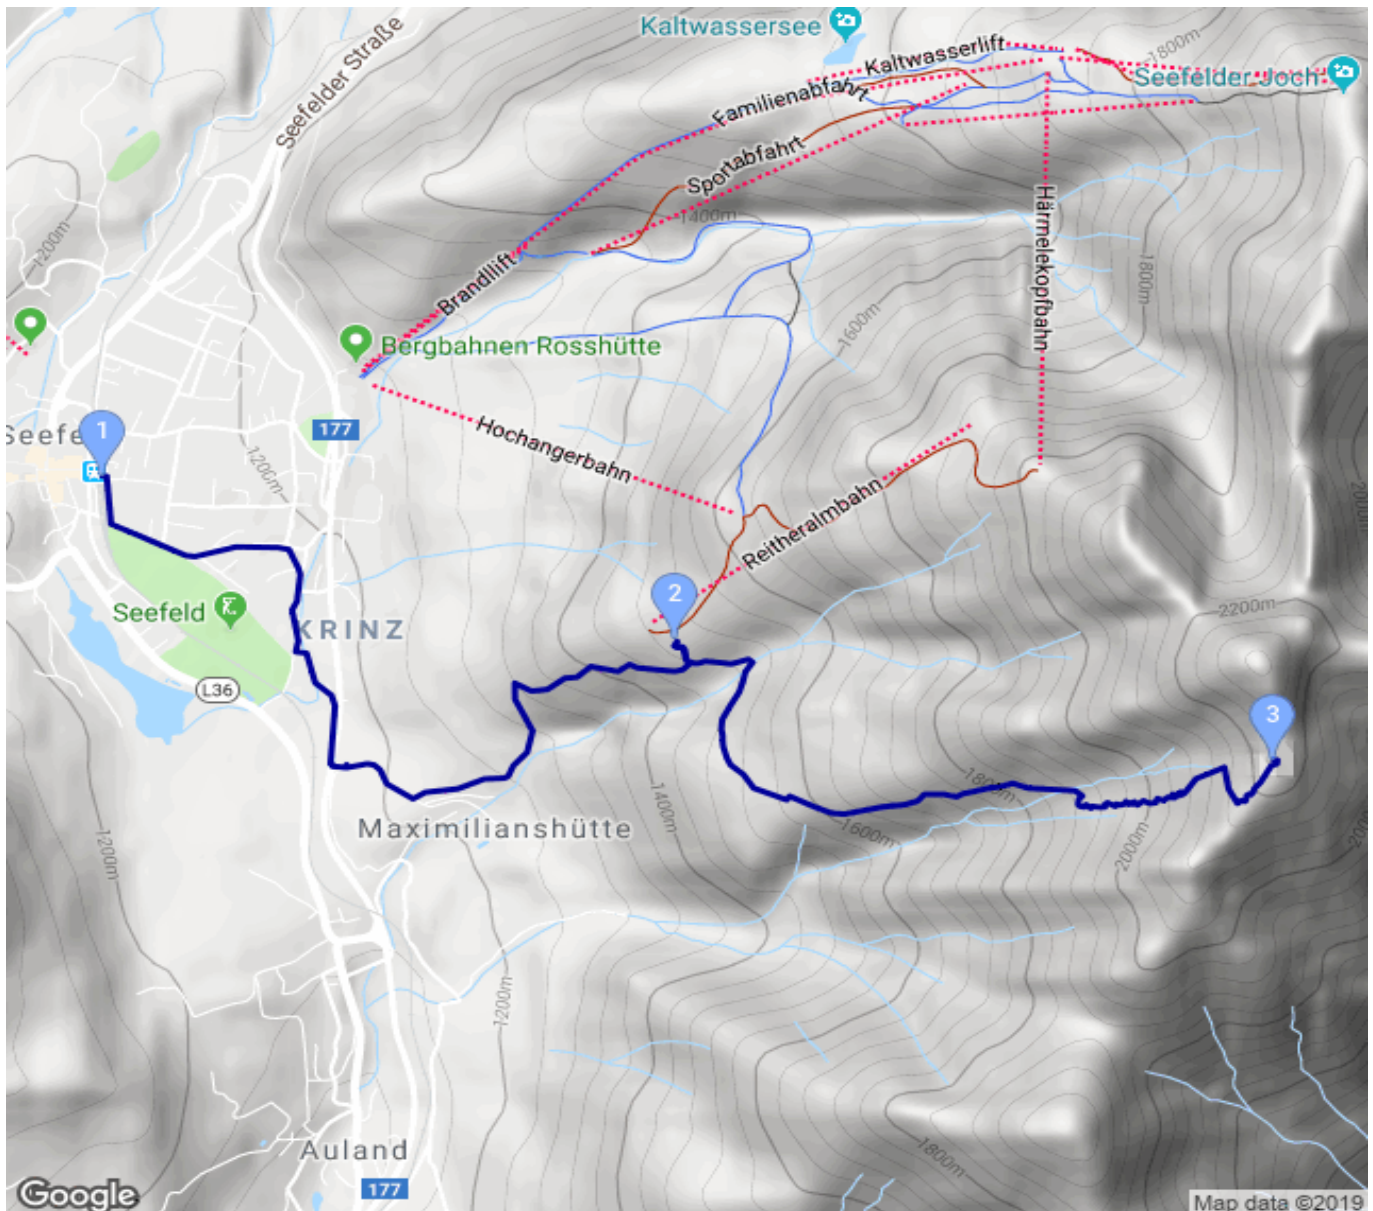 Kaltwassersee
1800m
Seefelder Straße
Kaltwasserlift
Seefelder Joch
Familienabfahrt
Sportabfahrt
1400m
Härmelekopfbahn
1200m
1800m
Brandllift
1600m
Bergbahnen Rosshütte
177
1
Seefe
Hochangerbahn
1200m
Reitheralmbahn
2
2200m
Seefeld
KRINZ
L36
3
1800m
1400m
Maximilianshütte
1600m
1200m
2000m
1200m
Auland
1800m
177
Google
Map data ©2019